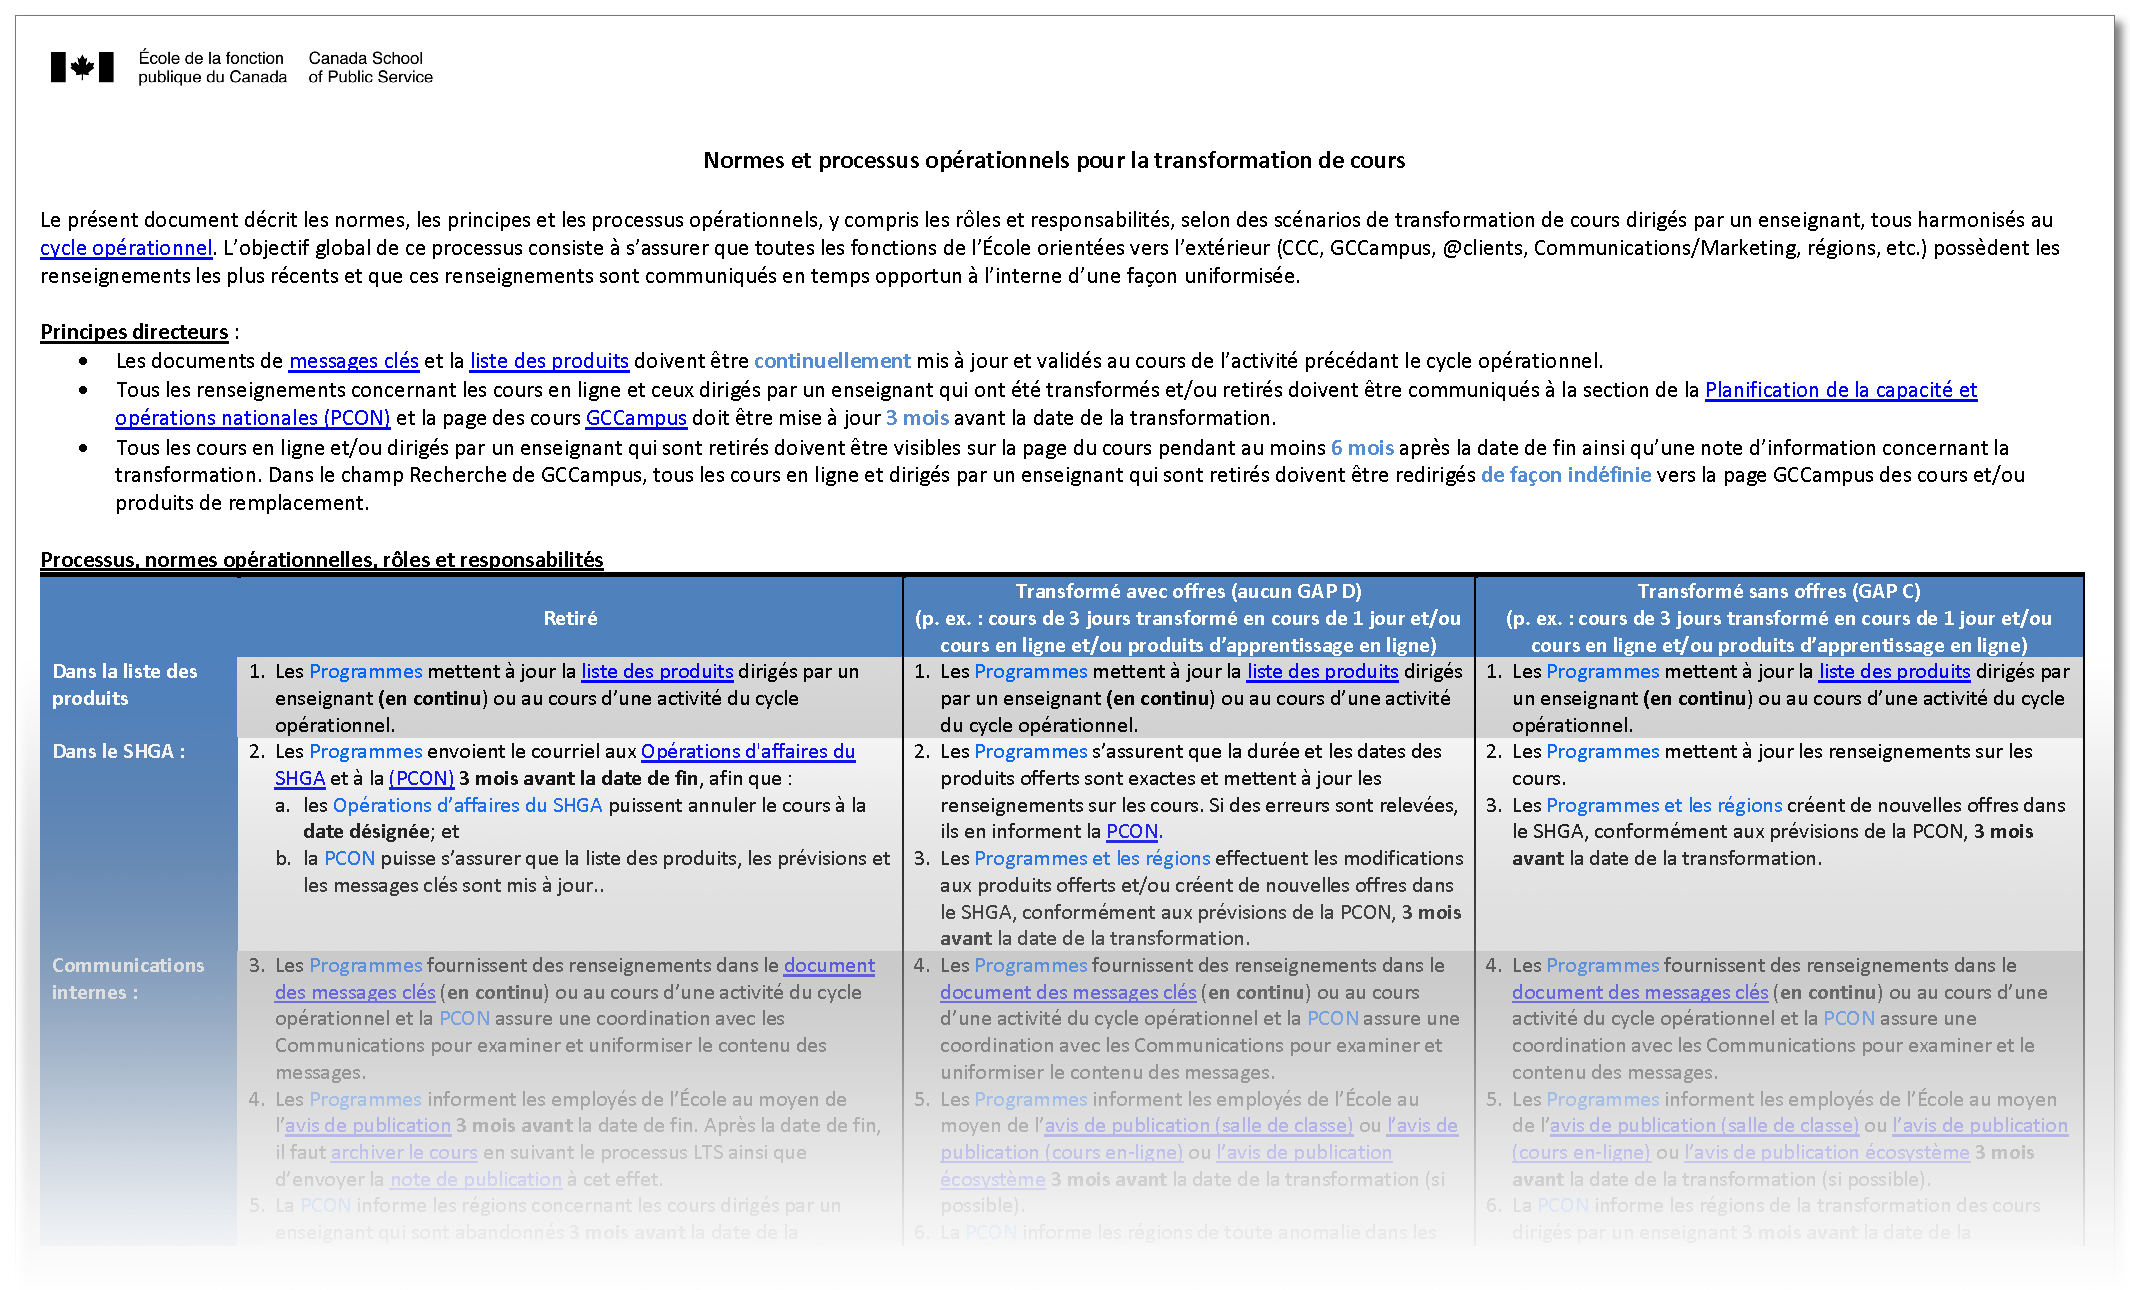 École de la fonction
publique du Canada
Canada School
of Public Service
Normes et processus opérationnels pour la transformation de cours
Le présent document décrit les normes, les principes et les processus opérationnels, y compris les rôles et responsabilités, selon des scénarios de transformation de cours dirigés par un enseignant, tous harmonisés au
cycle opérationnel. L’objectif global de ce processus consiste à s’assurer que toutes les fonctions de l’École orientées vers l’extérieur (CCC, GCCampus, @clients, Communications/Marketing, régions, etc.) possèdent les
renseignements les plus récents et que ces renseignements sont communiqués en temps opportun à l’interne d’une façon uniformisée.
Principes directeurs :
• Les documents de messages clés et la liste des produits doivent être continuellement mis à jour et validés au cours de l’activité précédant le cycle opérationnel.
• Tous les renseignements concernant les cours en ligne et ceux dirigés par un enseignant qui ont été transformés et/ou retirés doivent être communiqués à la section de la Planification de la capacité et
opérations nationales (PCON) et la page des cours GCCampus doit être mise à jour 3 mois avant la date de la transformation.
• Tous les cours en ligne et/ou dirigés par un enseignant qui sont retirés doivent être visibles sur la page du cours pendant au moins 6 mois après la date de fin ainsi qu’une note d’information concernant la
transformation. Dans le champ Recherche de GCCampus, tous les cours en ligne et dirigés par un enseignant qui sont retirés doivent être redirigés de façon indéfinie vers la page GCCampus des cours et/ou
produits de remplacement.
Processus, normes opérationnelles, rôles et responsabilités
Retiré
Transformé avec offres (aucun GAP D)
(p. ex. : cours de 3 jours transformé en cours de 1 jour et/ou
cours en ligne et/ou produits d’apprentissage en ligne)
Transformé sans offres (GAP C)
(p. ex. : cours de 3 jours transformé en cours de 1 jour et/ou
cours en ligne et/ou produits d’apprentissage en ligne)
Dans la liste des
produits
1. Les Programmes mettent à jour la liste des produits dirigés par un
enseignant (en continu) ou au cours d’une activité du cycle
opérationnel.
1. Les Programmes mettent à jour la liste des produits dirigés
par un enseignant (en continu) ou au cours d’une activité
du cycle opérationnel.
1. Les Programmes mettent à jour la liste des produits dirigés par
un enseignant (en continu) ou au cours d’une activité du cycle
opérationnel.
Dans le SHGA :
2. Les Programmes envoient le courriel aux Opérations d'affaires du
SHGA et à la (PCON) 3 mois avant la date de fin, afin que :
a. les Opérations d’affaires du SHGA puissent annuler le cours à la
date désignée; et
b. la PCON puisse s’assurer que la liste des produits, les prévisions et
les messages clés sont mis à jour..
2. Les Programmes s’assurent que la durée et les dates des
produits offerts sont exactes et mettent à jour les
renseignements sur les cours. Si des erreurs sont relevées,
ils en informent la PCON.
3. Les Programmes et les régions effectuent les modifications
aux produits offerts et/ou créent de nouvelles offres dans
le SHGA, conformément aux prévisions de la PCON, 3 mois
avant la date de la transformation.
2. Les Programmes mettent à jour les renseignements sur les
cours.
3. Les Programmes et les régions créent de nouvelles offres dans
le SHGA, conformément aux prévisions de la PCON, 3 mois
avant la date de la transformation.
Communications
internes :
3. Les Programmes fournissent des renseignements dans le document
des messages clés (en continu) ou au cours d’une activité du cycle
opérationnel et la PCON assure une coordination avec les
Communications pour examiner et uniformiser le contenu des
messages.
4. Les Programmes informent les employés de l’École au moyen de
l’avis de publication 3 mois avant la date de fin. Après la date de fin,
il faut archiver le cours en suivant le processus LTS ainsi que
d’envoyer la note de publication à cet effet.
5. La PCON informe les régions concernant les cours dirigés par un
enseignant qui sont abandonnés 3 mois avant la date de la
4. Les Programmes fournissent des renseignements dans le
document des messages clés (en continu) ou au cours
d’une activité du cycle opérationnel et la PCON assure une
coordination avec les Communications pour examiner et
uniformiser le contenu des messages.
5. Les Programmes informent les employés de l’École au
moyen de l’avis de publication (salle de classe) ou l’avis de
publication (cours en-ligne) ou l’avis de publication
écosystème 3 mois avant la date de la transformation (si
possible).
6. La PCON informe les régions de toute anomalie dans les
4. Les Programmes fournissent des renseignements dans le
document des messages clés (en continu) ou au cours d’une
activité du cycle opérationnel et la PCON assure une
coordination avec les Communications pour examiner et le
contenu des messages.
5. Les Programmes informent les employés de l’École au moyen
de l’avis de publication (salle de classe) ou l’avis de publication
(cours en-ligne) ou l’avis de publication écosystème 3 mois
avant la date de la transformation (si possible).
6. La PCON informe les régions de la transformation des cours
dirigés par un enseignant 3 mois avant la date de la